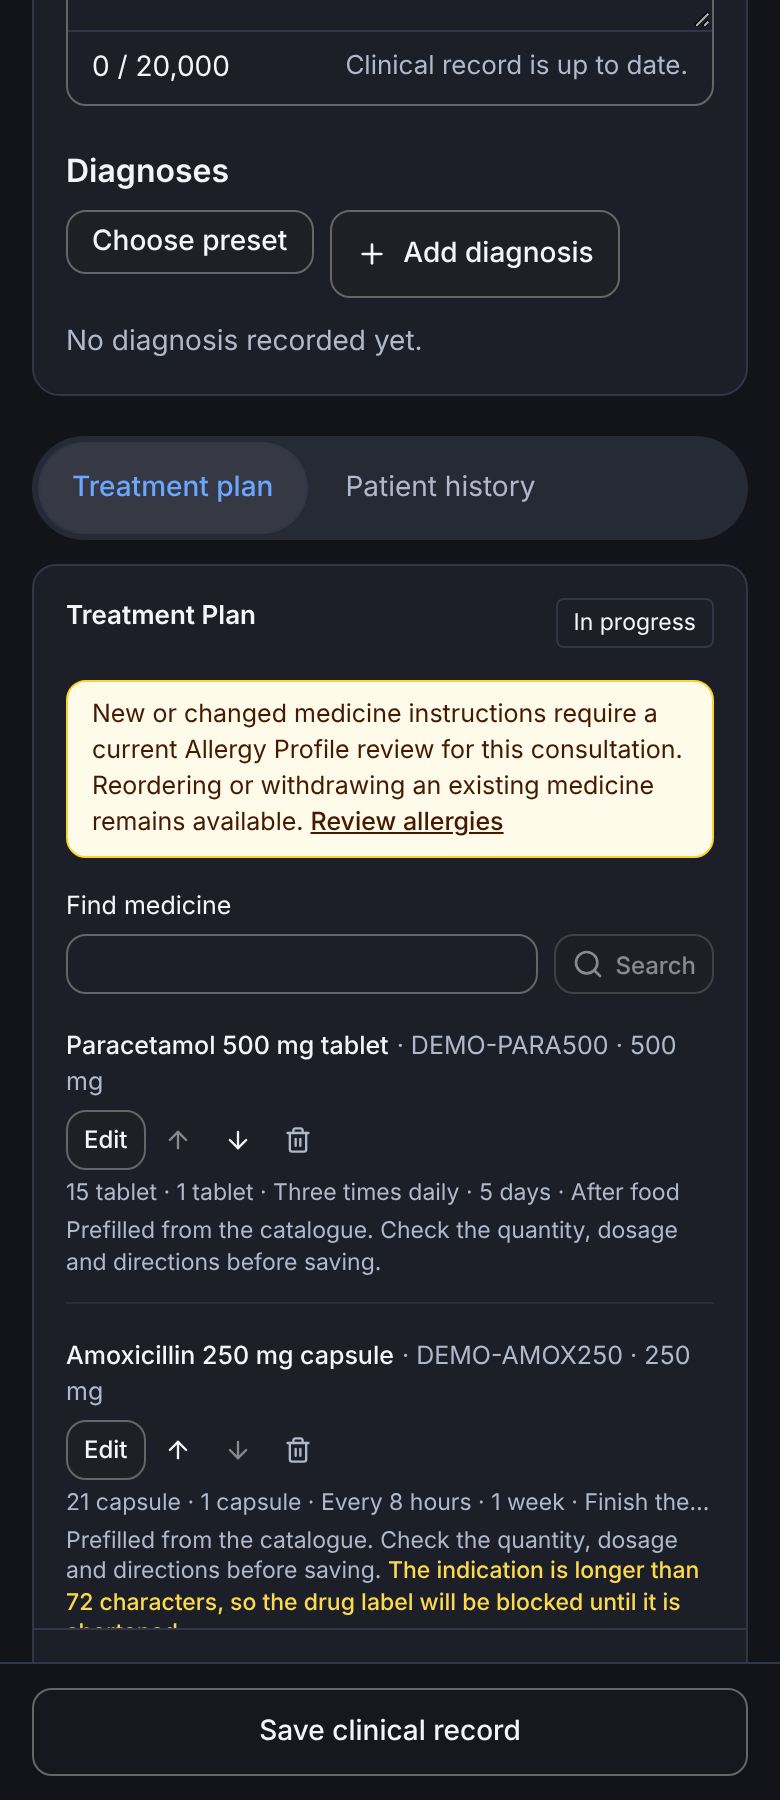 0 / 20,000
Clinical record is up to date.
Diagnoses
Choose preset
Add diagnosis
No diagnosis recorded yet.
Treatment plan
Patient history
Treatment Plan
In progress
New or changed medicine instructions require a
current Allergy Profile review for this consultation.
Reordering or withdrawing an existing medicine
remains available. Review allergies
Find medicine
Search
Paracetamol 500 mg tablet · DEMO-PARA500 · 500
mg
Edit
15 tablet · 1 tablet · Three times daily · 5 days · After food
Prefilled from the catalogue. Check the quantity, dosage
and directions before saving.
Amoxicillin 250 mg capsule · DEMO-AMOX250 · 250
mg
Edit
21 capsule · 1 capsule · Every 8 hours · 1 week · Finish the...
Prefilled from the catalogue. Check the quantity, dosage
and directions before saving. The indication is longer than
72 characters, so the drug label will be blocked until it is
Save clinical record